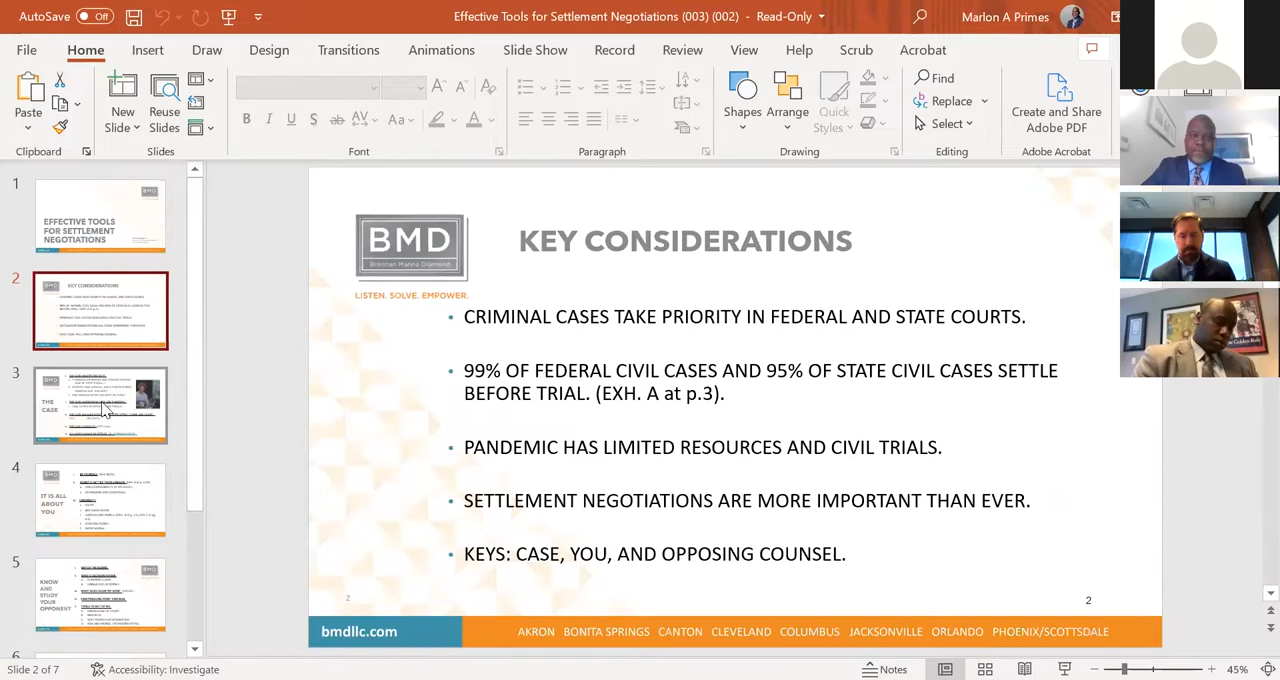 AutoSave Off
Effective Tools for Settlement Negotiations (003) (002) - Read-Only
Marlon A Primes
File Home Insert Draw Design Transitions Animations Slide Show Record Review View Help Scrub Acrobat
Paste
New Slide
Reuse Slides
Shapes
Arrange
Quick Styles
Find
Replace
Select
Create and Share Adobe PDF
Clipboard Slides Font Paragraph Drawing Editing Adobe Acrobat
1
EFFECTIVE TOOLS
FOR SETTLEMENT
NEGOTIATIONS
2
KEY CONSIDERATIONS
3
THE
CASE
4
IT IS ALL
ABOUT
YOU
5
KNOW
AND
STUDY
YOUR
OPPONENT
6
BMD
Brennan Manna Diamond
LISTEN. SOLVE. EMPOWER.
KEY CONSIDERATIONS
• CRIMINAL CASES TAKE PRIORITY IN FEDERAL AND STATE COURTS.
• 99% OF FEDERAL CIVIL CASES AND 95% OF STATE CIVIL CASES SETTLE
BEFORE TRIAL. (EXH. A at p.3).
• PANDEMIC HAS LIMITED RESOURCES AND CIVIL TRIALS.
• SETTLEMENT NEGOTIATIONS ARE MORE IMPORTANT THAN EVER.
• KEYS: CASE, YOU, AND OPPOSING COUNSEL.
2
2
bmdllc.com
AKRON BONITA SPRINGS CANTON CLEVELAND COLUMBUS JACKSONVILLE ORLANDO PHOENIX/SCOTTSDALE
Slide 2 of 7
Accessibility: Investigate
Notes
45%